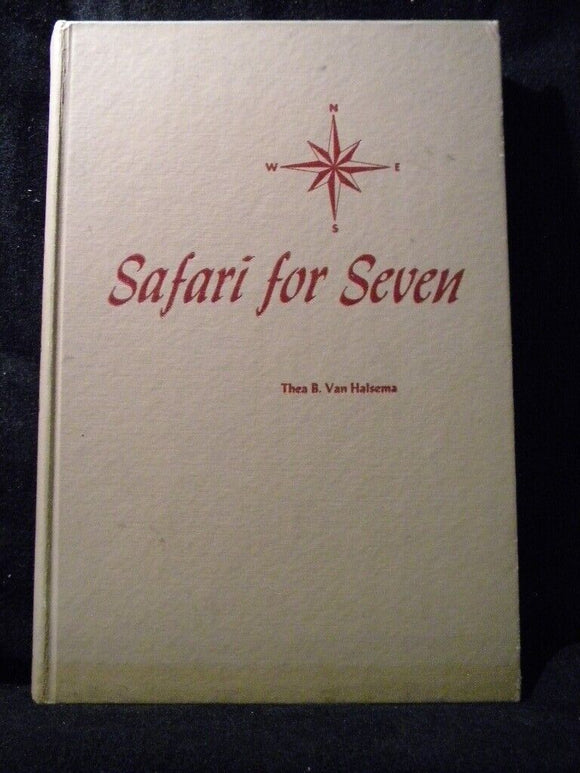 N
W E
S
Safari for Seven
Thea B. Van Halsema